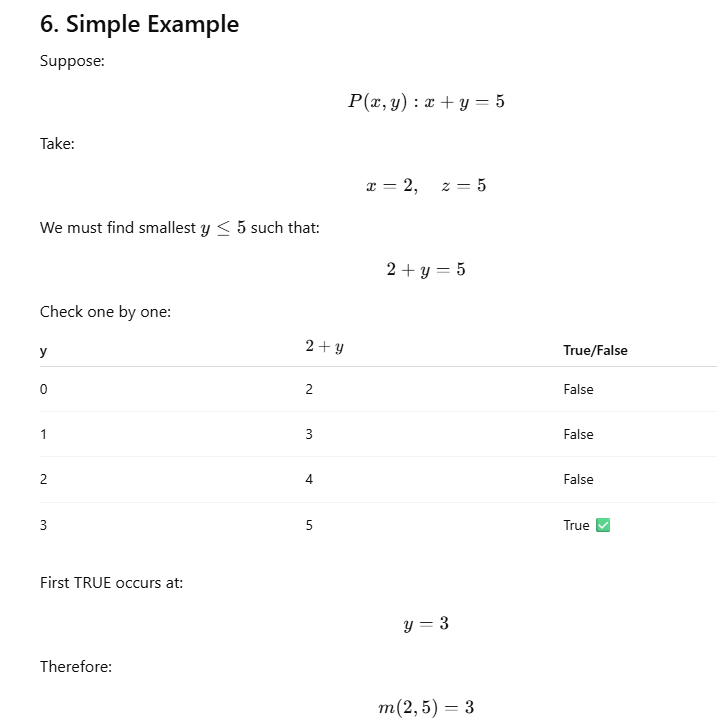 6. Simple Example
Suppose:
P(x, y) : x + y = 5
Take:
x = 2, z = 5
We must find smallest y ≤ 5 such that:
2 + y = 5
Check one by one:
y 2 + y True/False
0 2 False
1 3 False
2 4 False
3 5 True ✅
First TRUE occurs at:
y = 3
Therefore:
m(2, 5) = 3